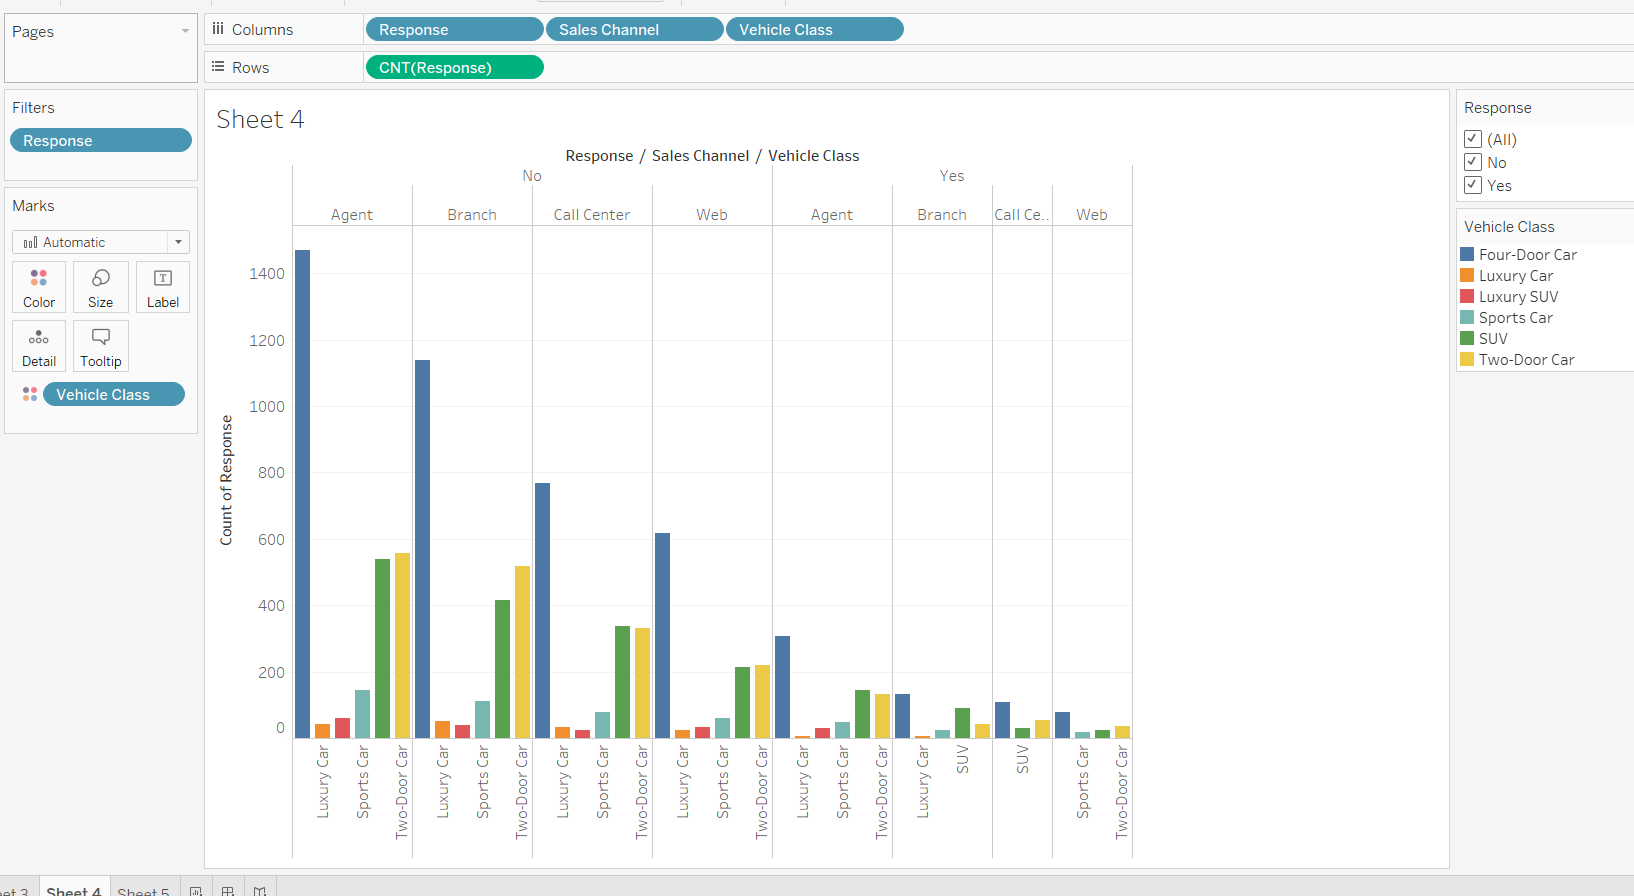 Pages
Columns
Response
Sales Channel
Vehicle Class
Rows
CNT(Response)
Filters
Response
Marks
Automatic
Color
Size
Label
Detail
Tooltip
Vehicle Class
Sheet 4
Response / Sales Channel / Vehicle Class
No
Yes
Agent
Branch
Call Center
Web
Agent
Branch
Call Ce..
Web
Count of Response
1400
1200
1000
800
600
400
200
0
Luxury Car
Sports Car
Two-Door Car
Luxury Car
Sports Car
Two-Door Car
Luxury Car
Sports Car
Two-Door Car
Luxury Car
Sports Car
Two-Door Car
Luxury Car
Sports Car
Two-Door Car
Luxury Car
SUV
SUV
Sports Car
Two-Door Car
Response
(All)
No
Yes
Vehicle Class
Four-Door Car
Luxury Car
Luxury SUV
Sports Car
SUV
Two-Door Car
eet 3
Sheet 4
Sheet 5